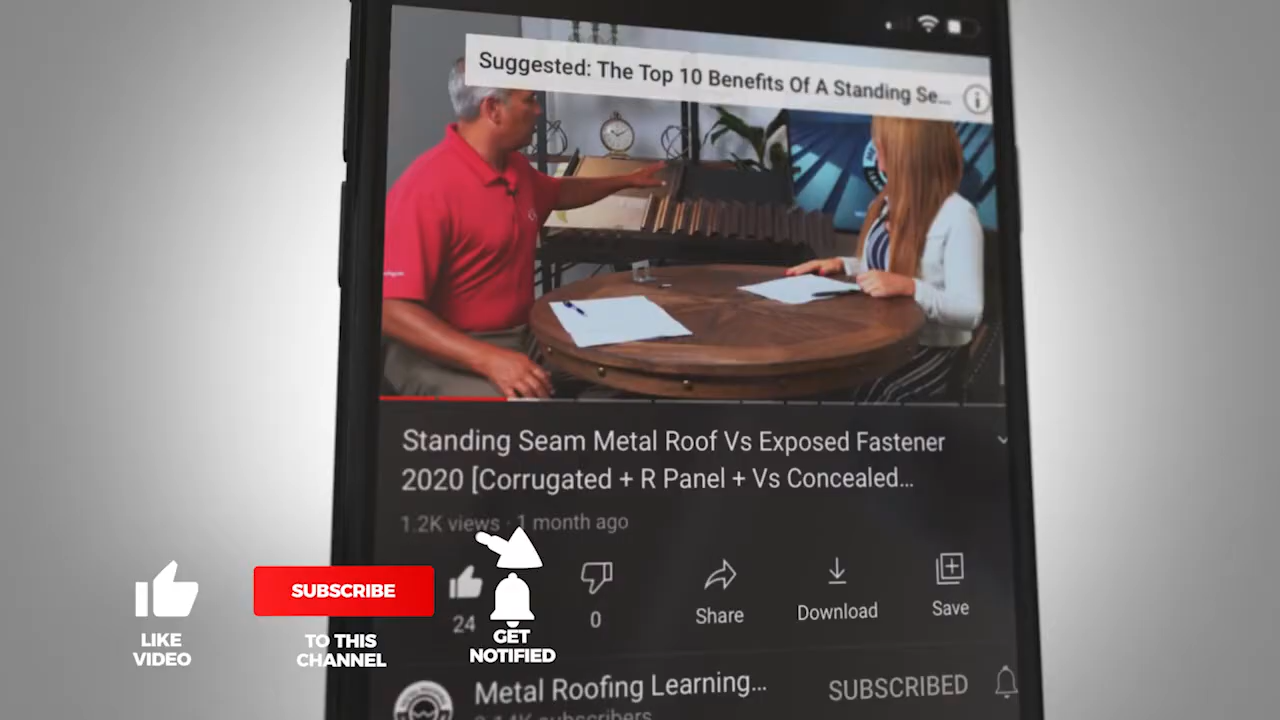 Suggested: The Top 10 Benefits Of A Standing Se...
Standing Seam Metal Roof Vs Exposed Fastener
2020 [Corrugated + R Panel + Vs Concealed...
1.2K views · 1 month ago
24
0
Share
Download
Save
SUBSCRIBE
LIKE
VIDEO
TO THIS
CHANNEL
GET
NOTIFIED
Metal Roofing Learning...
SUBSCRIBED
subscribers